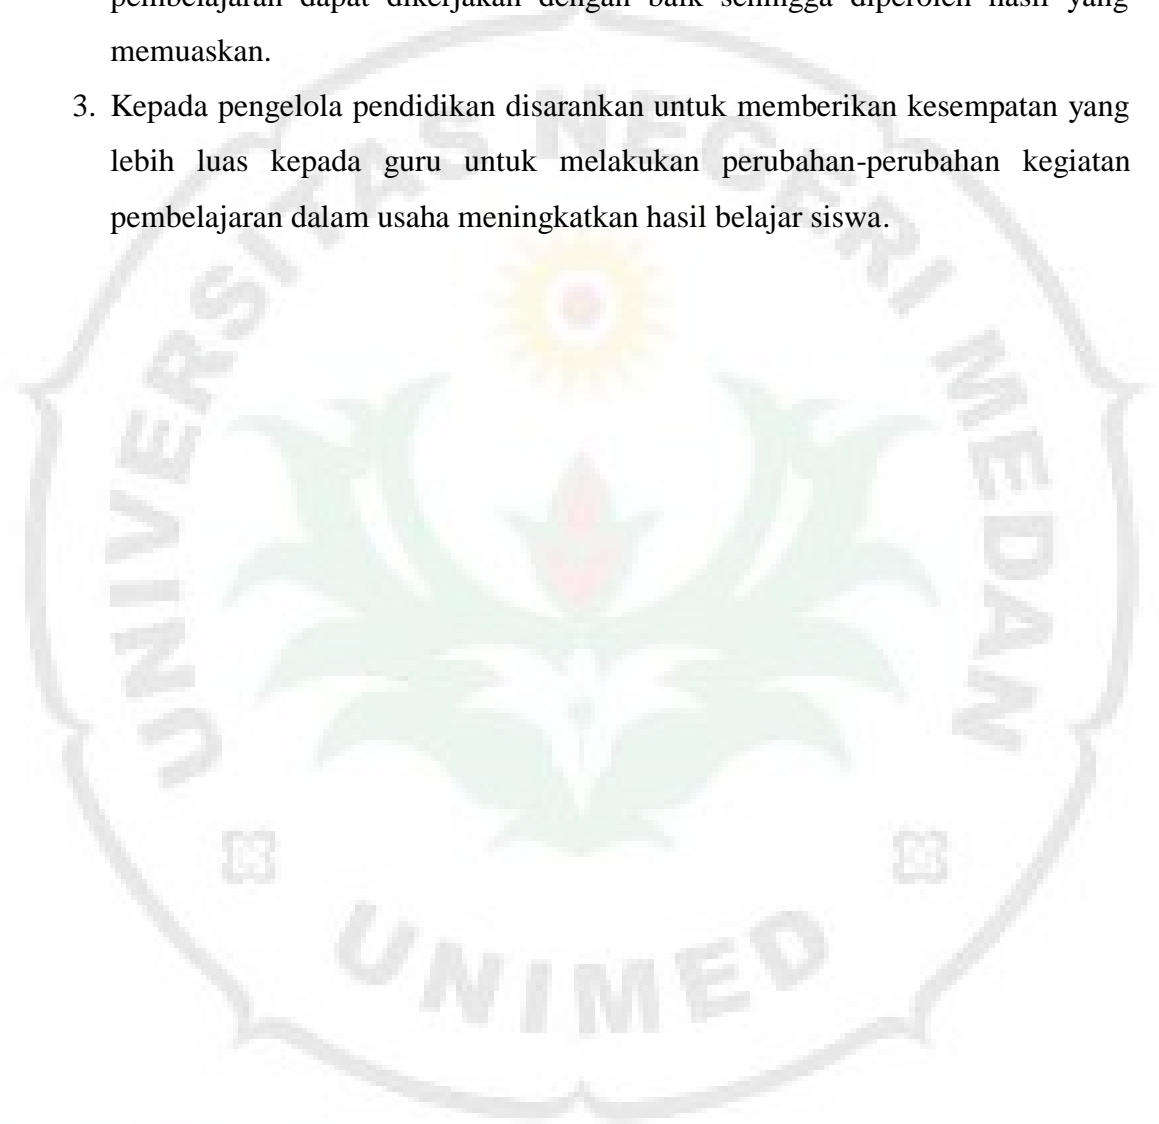 pembelajaran dapat dikerjakan dengan baik sehingga diperoleh hasil yang
memuaskan.
3. Kepada pengelola pendidikan disarankan untuk memberikan kesempatan yang
lebih luas kepada guru untuk melakukan perubahan-perubahan kegiatan
pembelajaran dalam usaha meningkatkan hasil belajar siswa.
UNIVERSITAS NEGERI MEDAN
UNIMED